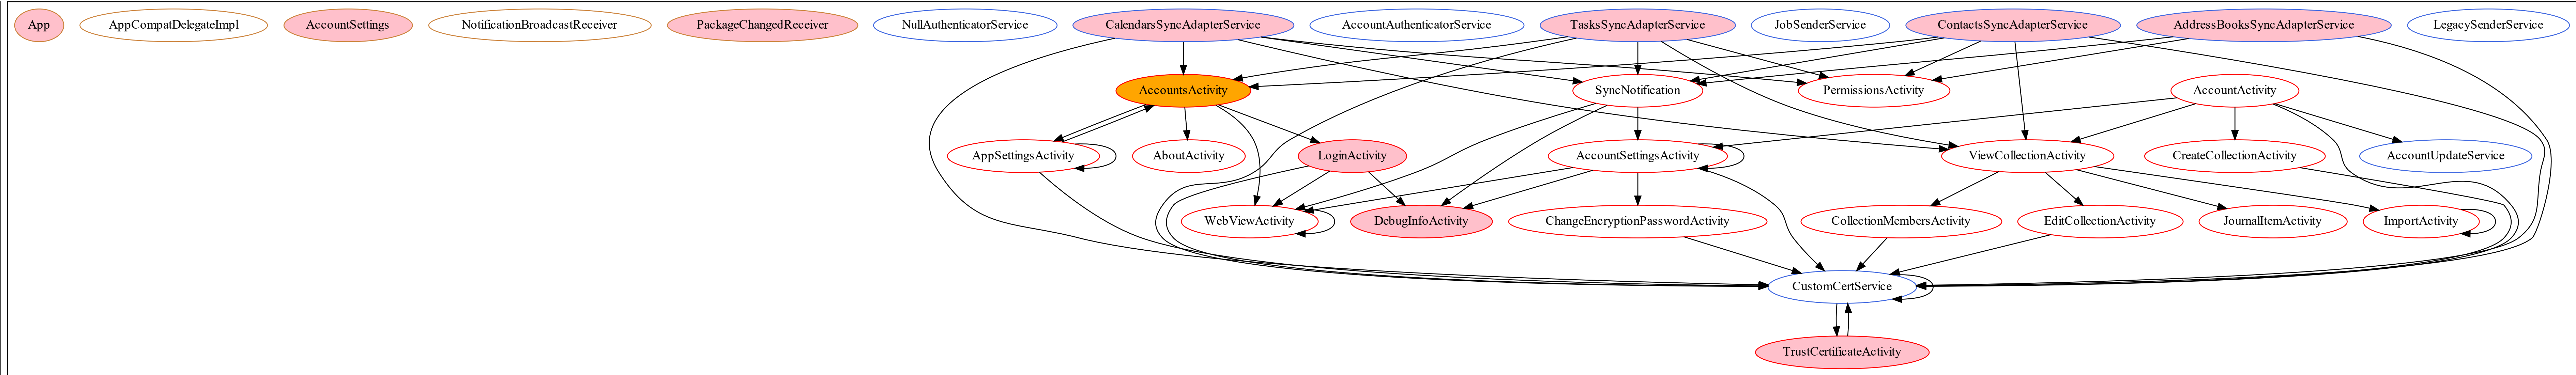 App
AppCompatDelegateImpl
AccountSettings
NotificationBroadcastReceiver
PackageChangedReceiver
NullAuthenticatorService
CalendarsSyncAdapterService
AccountAuthenticatorService
TasksSyncAdapterService
JobSenderService
ContactsSyncAdapterService
AddressBooksSyncAdapterService
LegacySenderService
AccountsActivity
SyncNotification
PermissionsActivity
AccountActivity
AppSettingsActivity
AboutActivity
LoginActivity
AccountSettingsActivity
ViewCollectionActivity
CreateCollectionActivity
AccountUpdateService
WebViewActivity
DebugInfoActivity
ChangeEncryptionPasswordActivity
CollectionMembersActivity
EditCollectionActivity
JournalItemActivity
ImportActivity
CustomCertService
TrustCertificateActivity